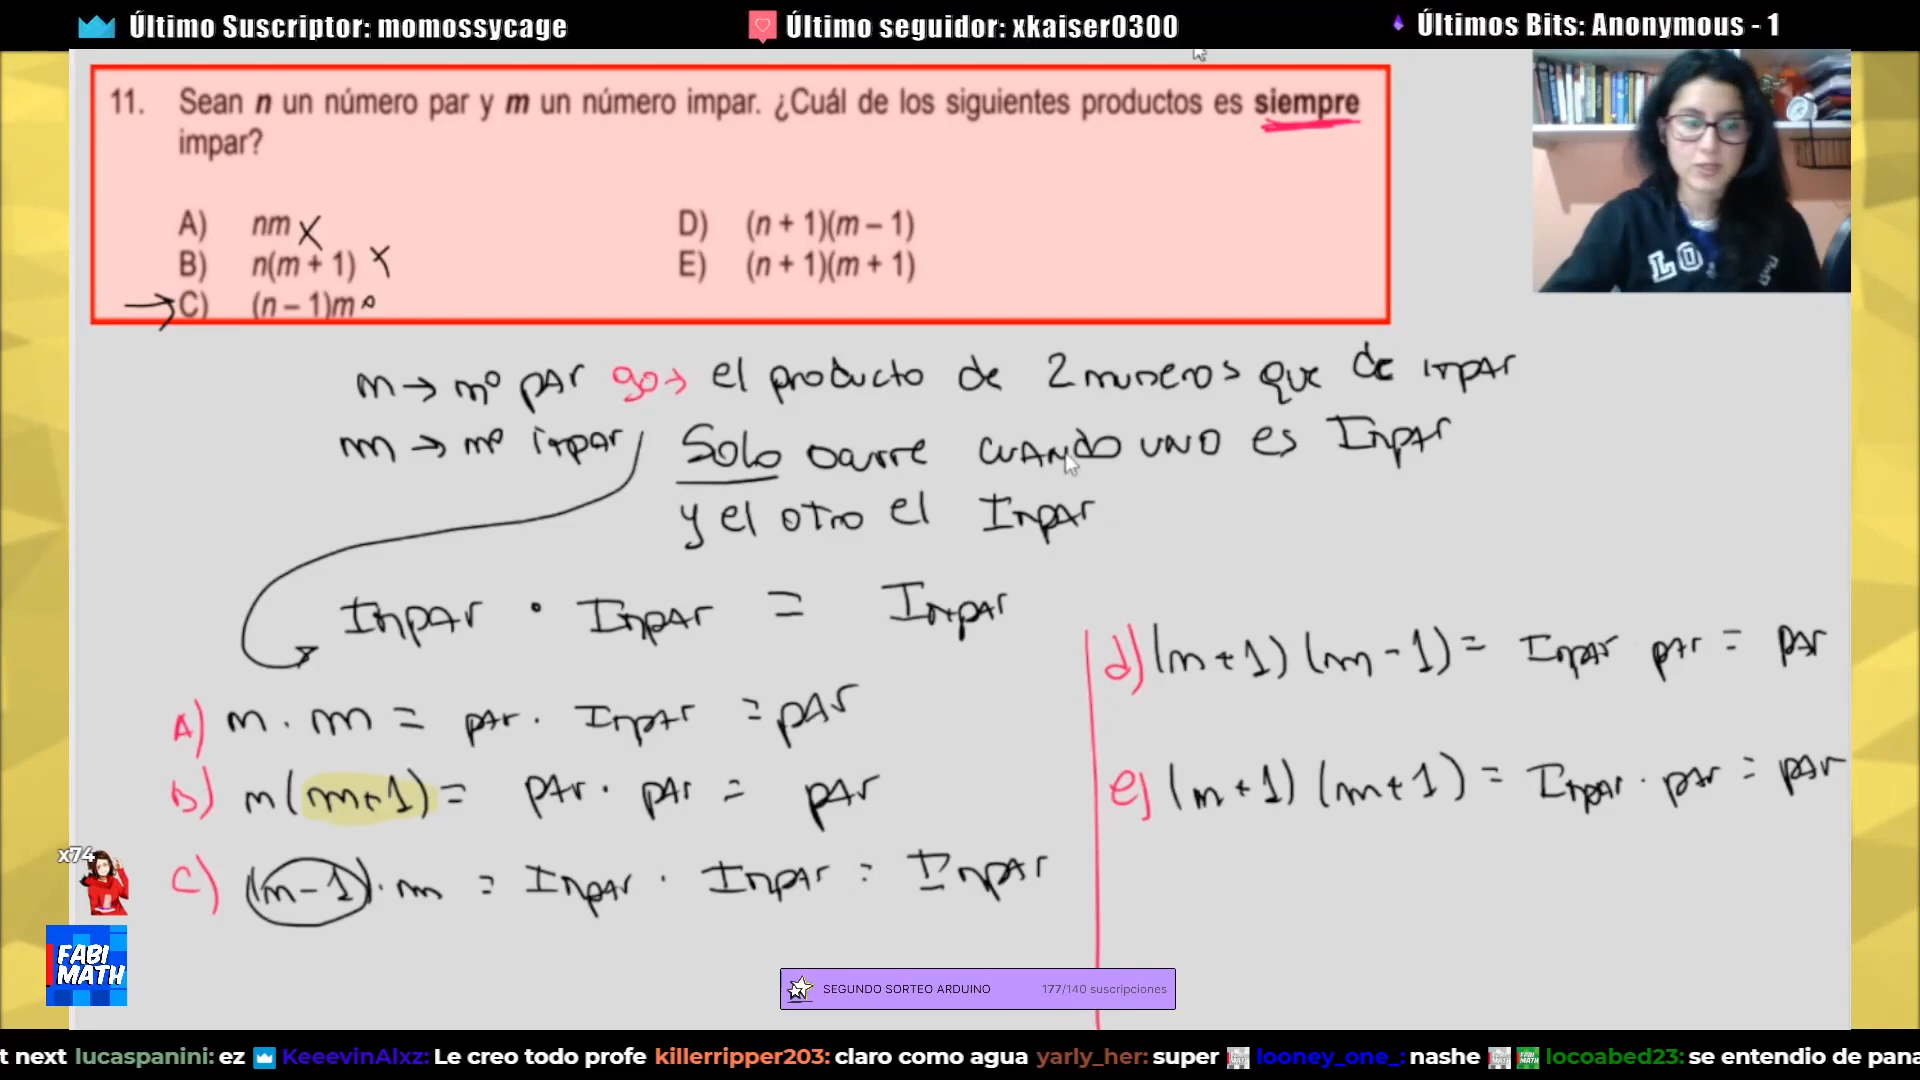 Último Suscriptor: momossycage
Último seguidor: xkaiser0300
Últimos Bits: Anonymous - 1
11. Sean n un número par y m un número impar. ¿Cuál de los siguientes productos es siempre
impar?
A) nm X
B) n(m + 1) X
→ C) (n – 1)m
D) (n + 1)(m – 1)
E) (n + 1)(m + 1)
LO
n → nº par
el producto de 2 numeros que de impar
m → nº impar
Solo ocurre cuando uno es Impar
y el otro el Impar
Impar · Impar = Impar
A) n · m = par · Impar = par
B) n(m+1) = par · par = par
C) (n-1) · m = Impar · Impar = Impar
d) (n+1)(m-1) = Impar par = par
e) (n+1)(m+1) = Impar · par = par
x74
FABI
MATH
SEGUNDO SORTEO ARDUINO 177/140 suscripciones
t next lucaspanini: ez KeeevinAlxz: Le creo todo profe killerripper203: claro como agua yarly_her: super looney_one_: nashe locoabed23: se entendio de pana